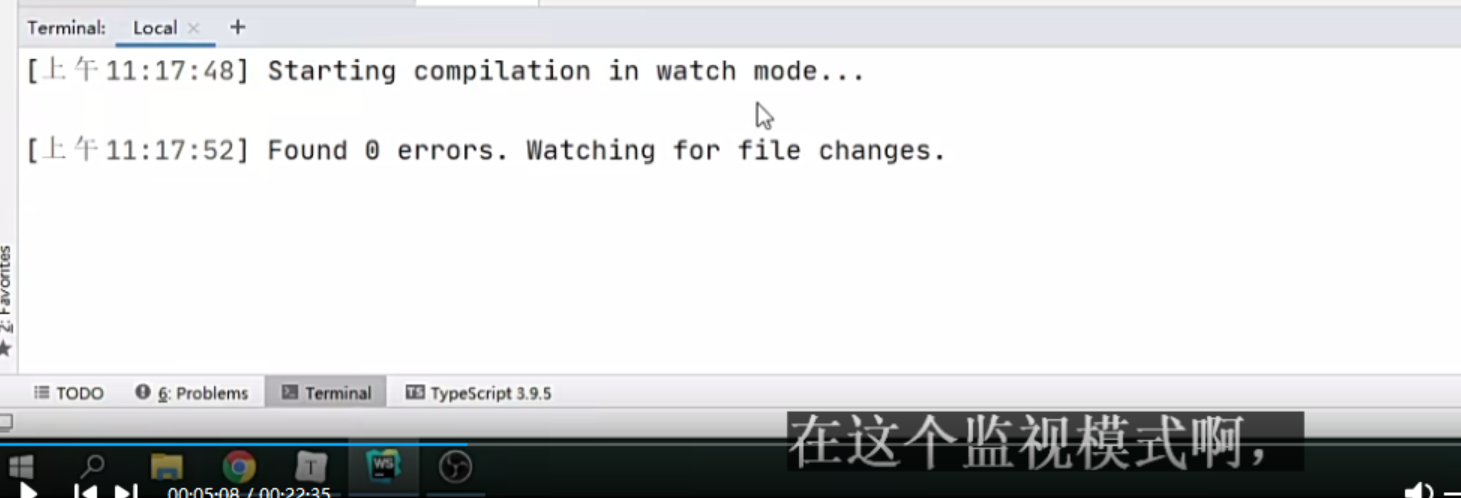 Terminal: Local × +
[上午11:17:48] Starting compilation in watch mode...
[上午11:17:52] Found 0 errors. Watching for file changes.
2: Favorites
TODO 6: Problems Terminal TS TypeScript 3.9.5
在这个监视模式啊，
T WS
00:05:08 / 00:22:35